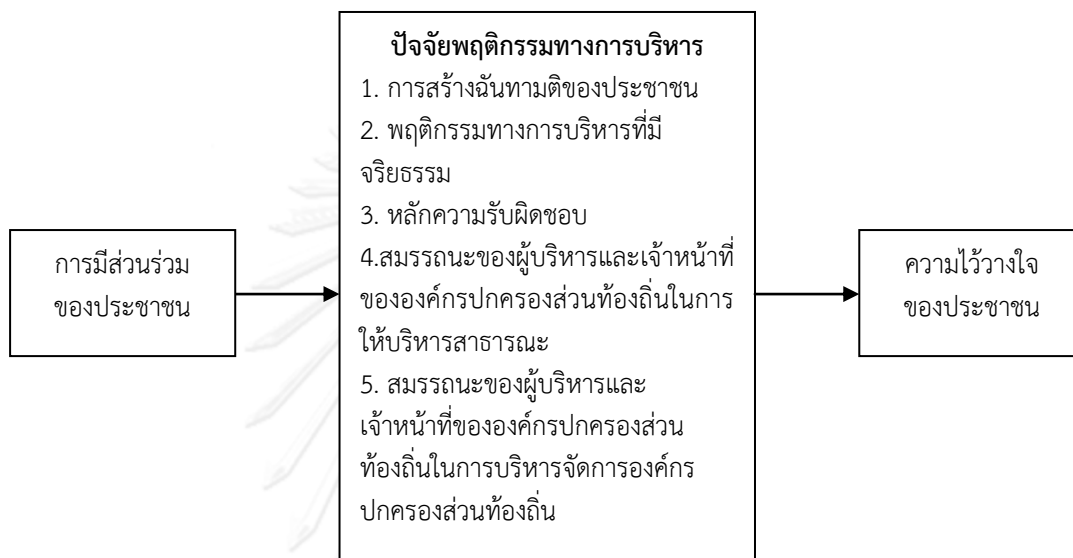 ปัจจัยพฤติกรรมทางการบริหาร
1. การสร้างฉันทามติของประชาชน
2. พฤติกรรมทางการบริหารที่มี
จริยธรรม
3. หลักความรับผิดชอบ
4.สมรรถนะของผู้บริหารและเจ้าหน้าที่
ขององค์กรปกครองส่วนท้องถิ่นในการ
ให้บริหารสาธารณะ
5. สมรรถนะของผู้บริหารและ
เจ้าหน้าที่ขององค์กรปกครองส่วน
ท้องถิ่นในการบริหารจัดการองค์กร
ปกครองส่วนท้องถิ่น
การมีส่วนร่วม
ของประชาชน
ความไว้วางใจ
ของประชาชน